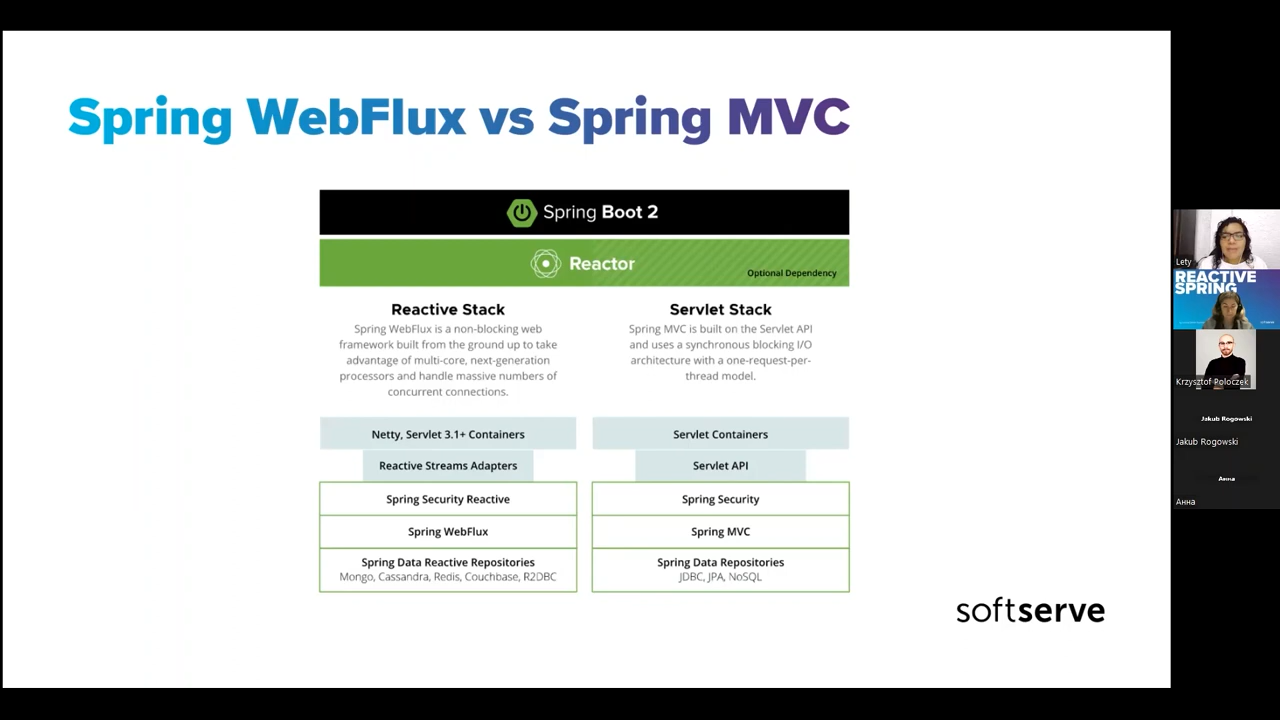 Spring WebFlux vs Spring MVC
Spring Boot 2
Reactor
Optional Dependency
Reactive Stack
Spring WebFlux is a non-blocking web
framework built from the ground up to take
advantage of multi-core, next-generation
processors and handle massive numbers of
concurrent connections.
Netty, Servlet 3.1+ Containers
Reactive Streams Adapters
Spring Security Reactive
Spring WebFlux
Spring Data Reactive Repositories
Mongo, Cassandra, Redis, Couchbase, R2DBC
Servlet Stack
Spring MVC is built on the Servlet API
and uses a synchronous blocking I/O
architecture with a one-request-per-
thread model.
Servlet Containers
Servlet API
Spring Security
Spring MVC
Spring Data Repositories
JDBC, JPA, NoSQL
softserve
Lety
REACTIVE
SPRING
Krzysztof Poloczek
Jakub Rogowski
Jakub Rogowski
Анна
Анна